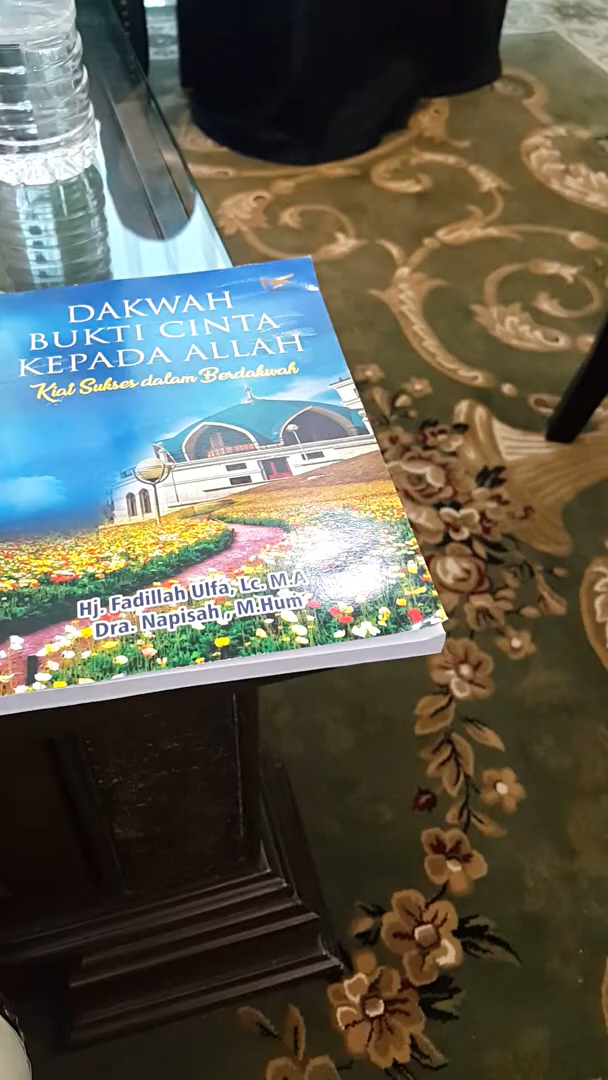 DAKWAH
BUKTI CINTA
KEPADA ALLAH
Kiat Sukses dalam Berdakwah
Hj. Fadillah Ulfa, Lc. M.A
Dra. Napisah , M.Hum